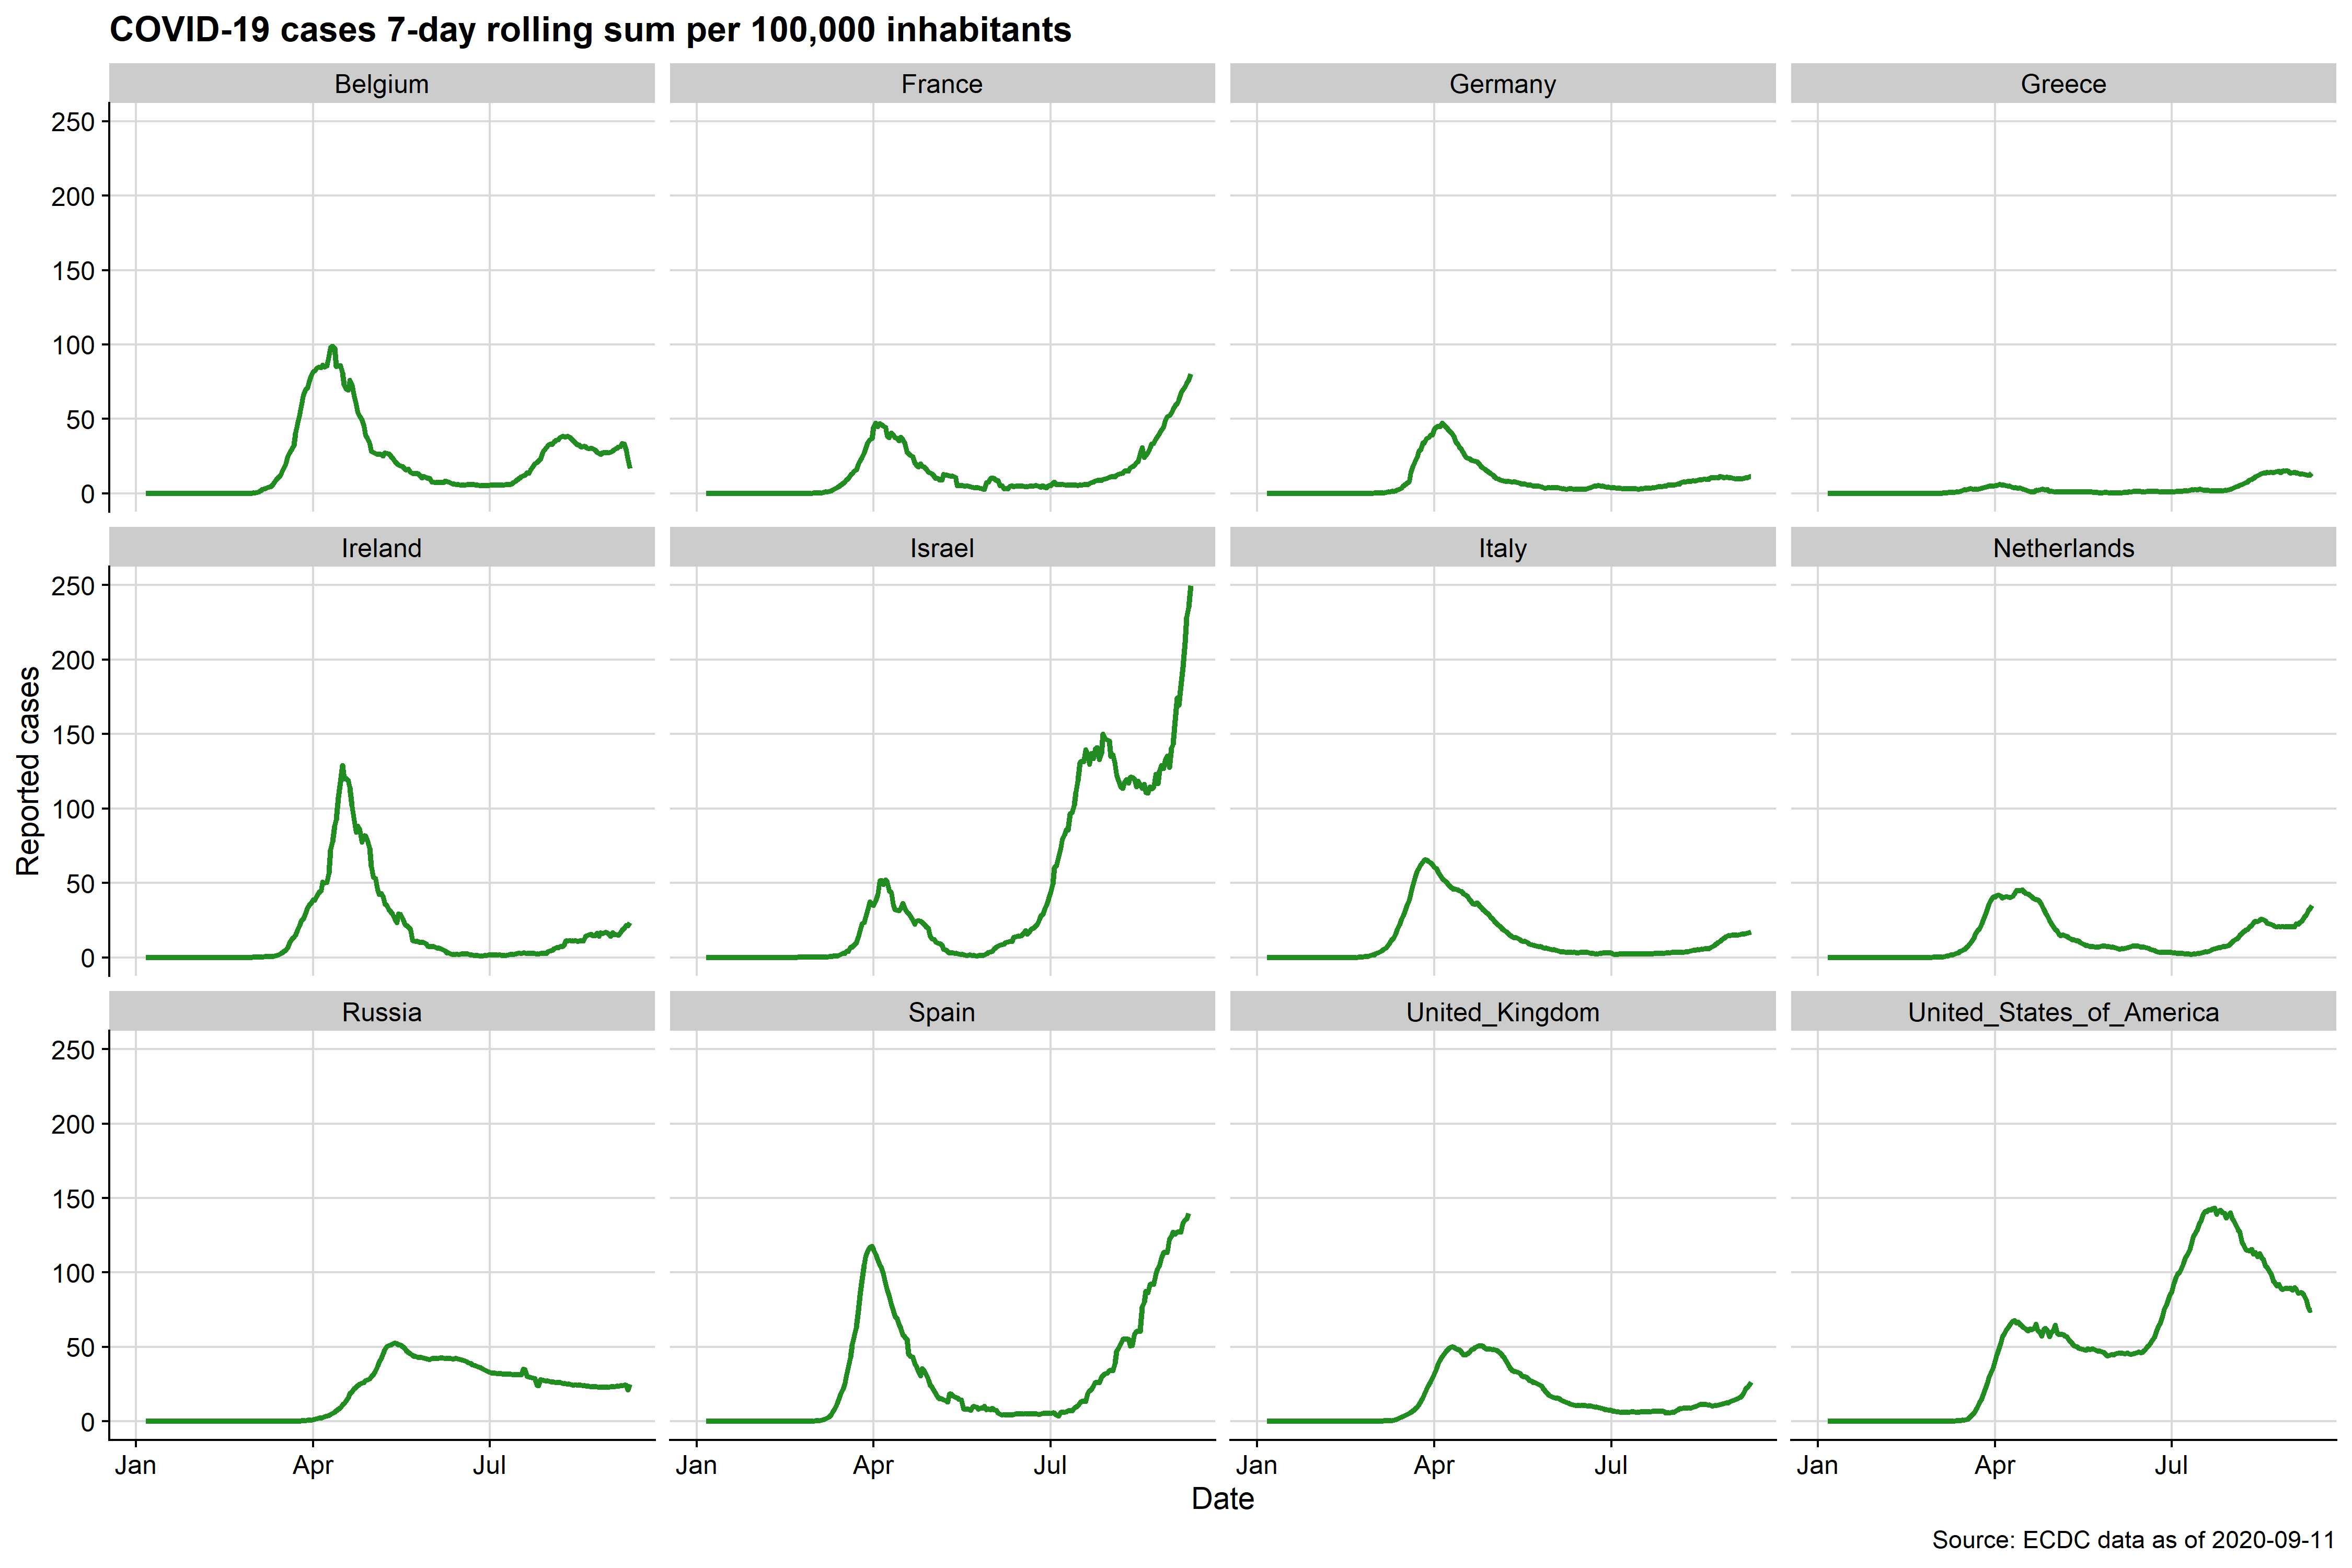 COVID-19 cases 7-day rolling sum per 100,000 inhabitants
Belgium France Germany Greece
250
200
150
100
50
0
Ireland Israel Italy Netherlands
250
200
150
100
50
0
Reported cases
Russia Spain United_Kingdom United_States_of_America
250
200
150
100
50
0
Jan Apr Jul Jan Apr Jul Jan Apr Jul Jan Apr Jul
Date
Source: ECDC data as of 2020-09-11